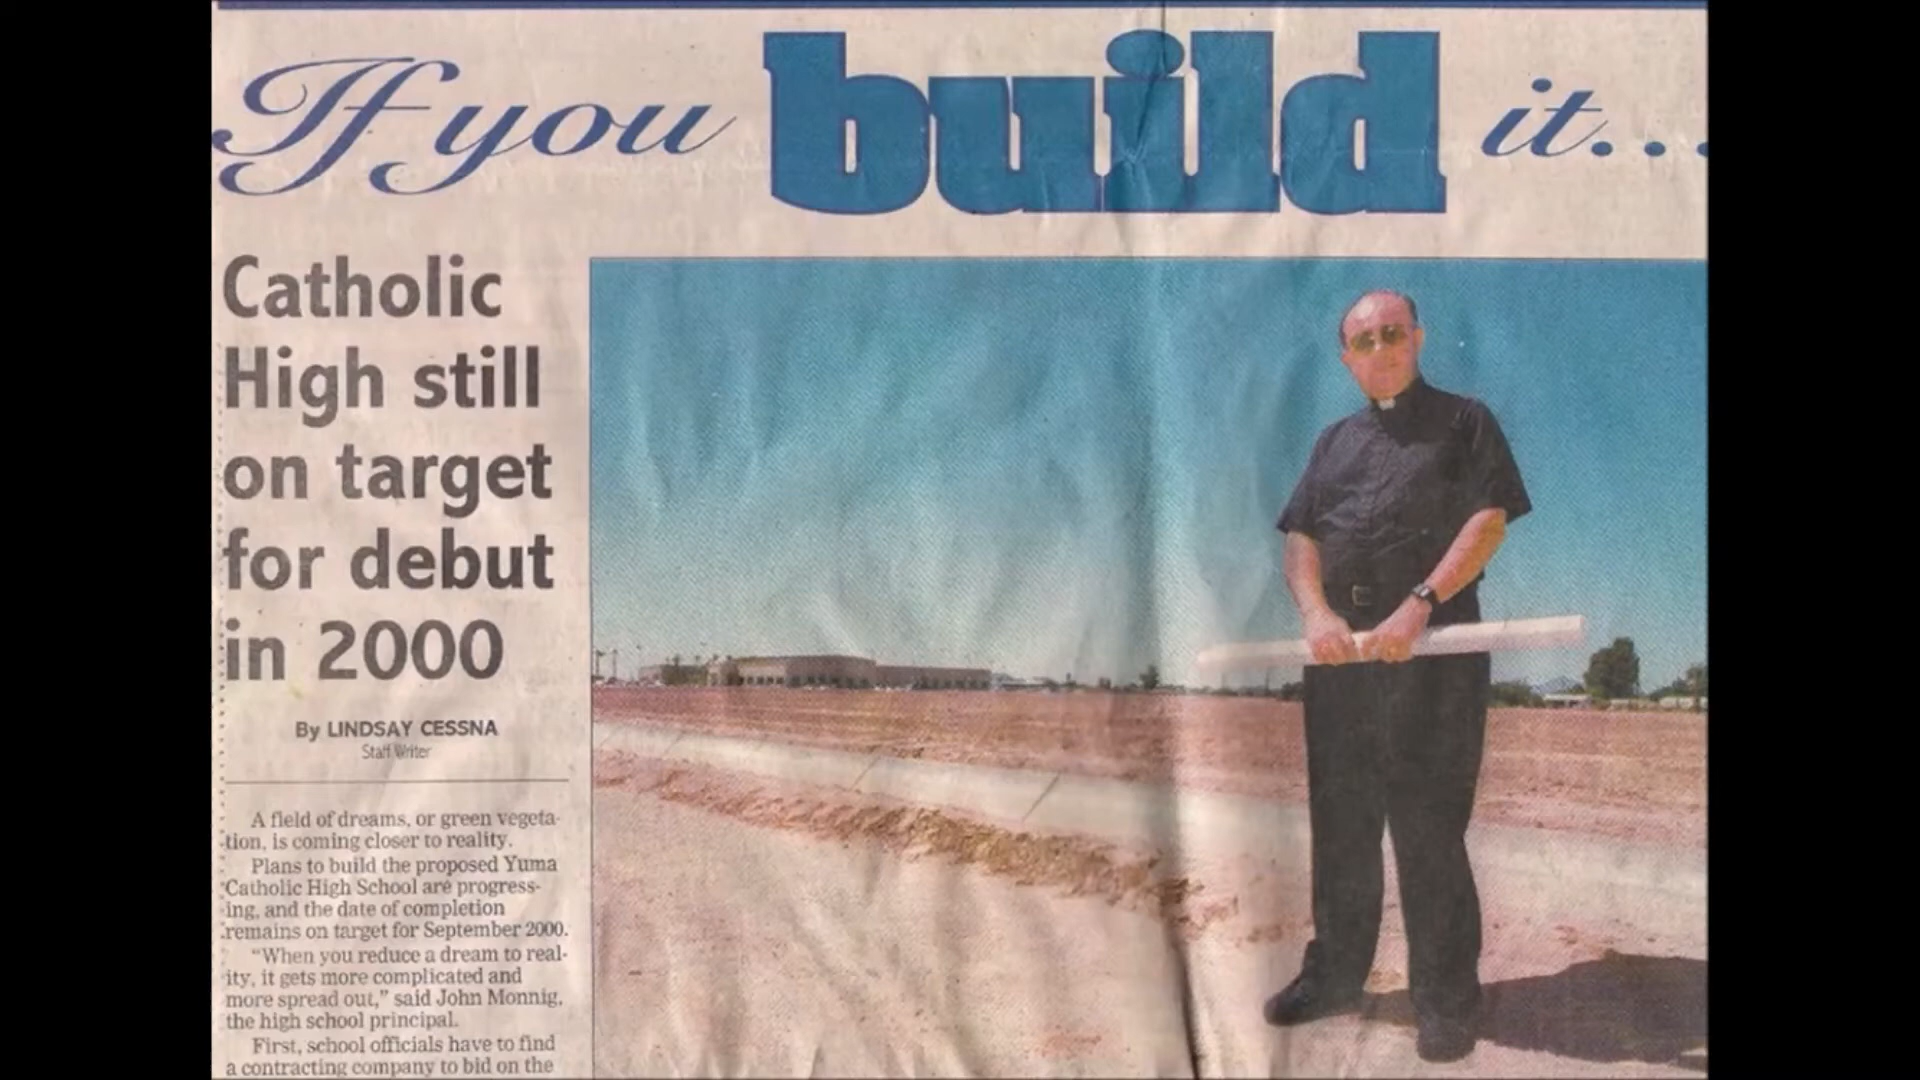 If you build it...
Catholic
High still
on target
for debut
in 2000
By LINDSAY CESSNA
Staff Writer
A field of dreams, or green vegeta-
tion, is coming closer to reality.
Plans to build the proposed Yuma
Catholic High School are progress-
ing, and the date of completion
remains on target for September 2000.
"When you reduce a dream to real-
ity, it gets more complicated and
more spread out," said John Monnig,
the high school principal.
First, school officials have to find
a contracting company to bid on the